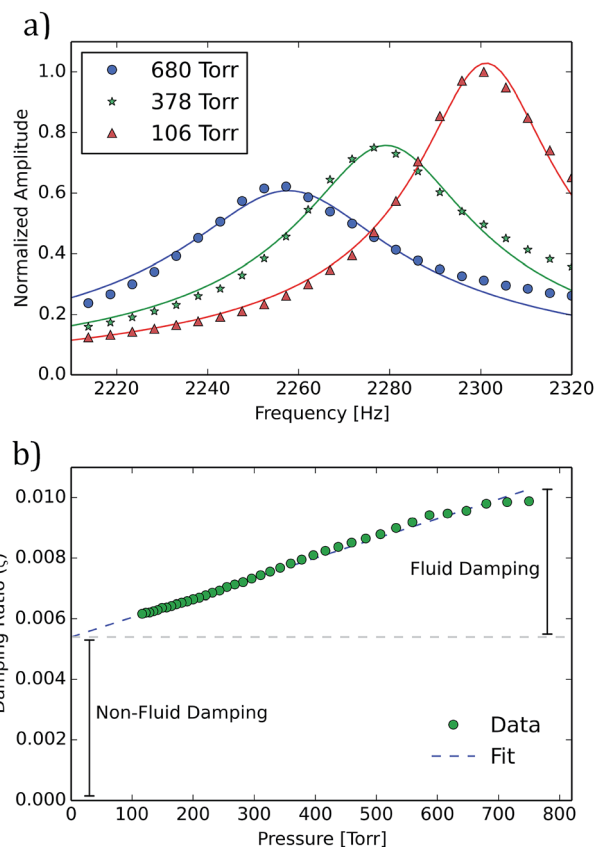 a)
Normalized Amplitude
1.0
0.8
0.6
0.4
0.2
0.0
680 Torr
378 Torr
106 Torr
2220 2240 2260 2280 2300 2320
Frequency [Hz]
b)
Damping Ratio (ζ)
0.010
0.008
0.006
0.004
0.002
0.000
Fluid Damping
Non-Fluid Damping
Data
Fit
0 100 200 300 400 500 600 700 800
Pressure [Torr]